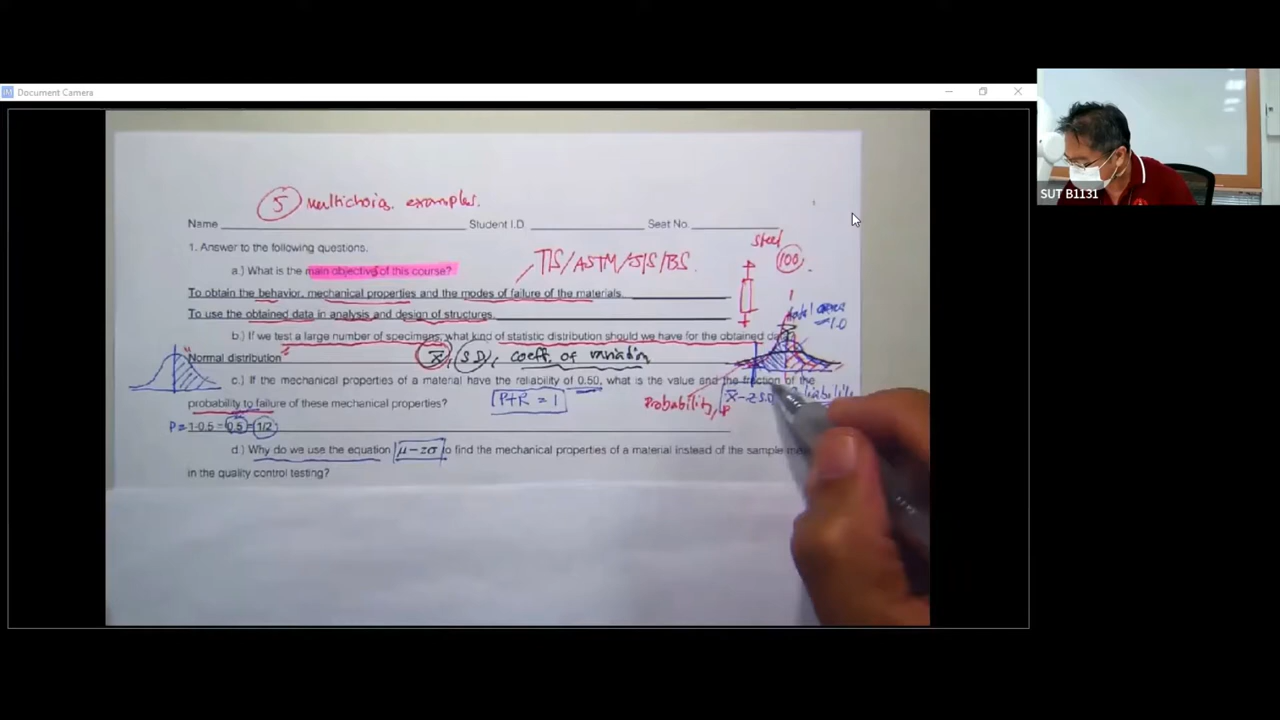 Document Camera
SUT B1131
5 multichoice examples.
Name Student I.D. Seat No.
Steel
100
1. Answer to the following questions.
TIS/ASTM/JIS/BS
a.) What is the main objectives of this course?
To obtain the behavior, mechanical properties and the modes of failure of the materials.
To use the obtained data in analysis and design of structures.
1.0
b.) If we test a large number of specimens, what kind of statistic distribution should we have for the obtained
"Normal distribution"
x̄, S.D, coeff. of variation
c.) If the mechanical properties of a material have the reliability of 0.50, what is the value and the fraction of the
x̄-zS.D
probability to failure of these mechanical properties?
P+R = 1
Probability, P
P = 1-0.5 = 0.5 = 1/2
d.) Why do we use the equation μ-zσ to find the mechanical properties of a material instead of the sample
in the quality control testing?